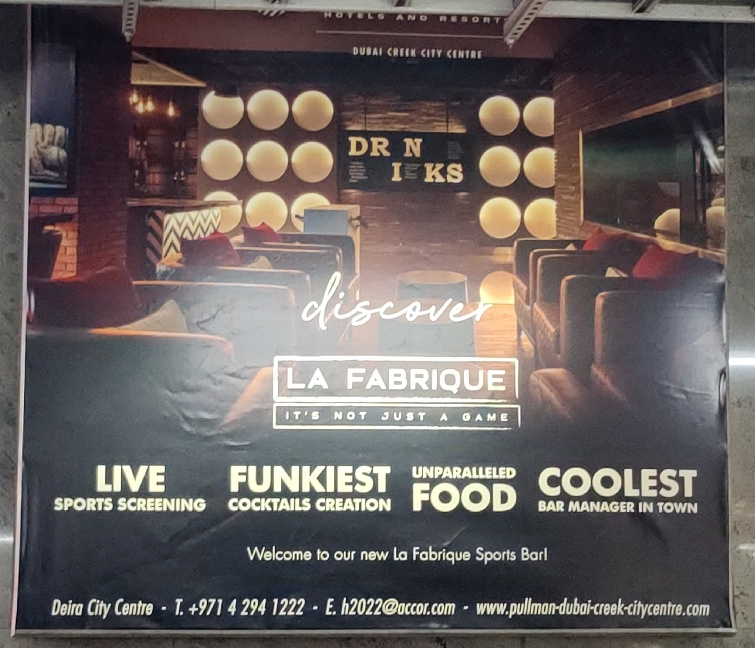 HOTELS AND RESORT
DUBAI CREEK CITY CENTRE
DR N
I KS
discover
LA FABRIQUE
IT'S NOT JUST A GAME
LIVE
SPORTS SCREENING
FUNKIEST
COCKTAILS CREATION
UNPARALLELED
FOOD
COOLEST
BAR MANAGER IN TOWN
Welcome to our new La Fabrique Sports Bar!
Deira City Centre - T. +971 4 294 1222 - E. h2022@accor.com - www.pullman-dubai-creek-citycentre.com